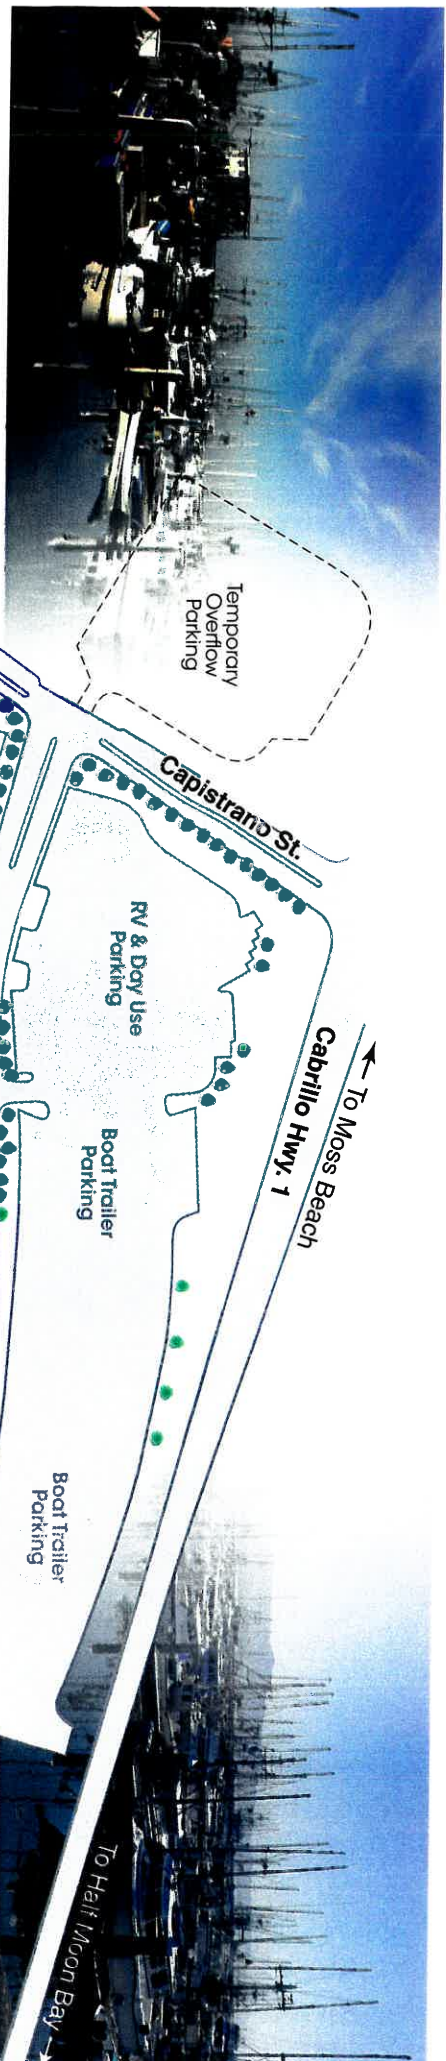 Temporary
Overflow
Parking
Capistrano St.
RV & Day Use
Parking
Boat Trailer
Parking
Cabrillo Hwy. 1
To Moss Beach
Boat Trailer
Parking
To Half Moon Bay